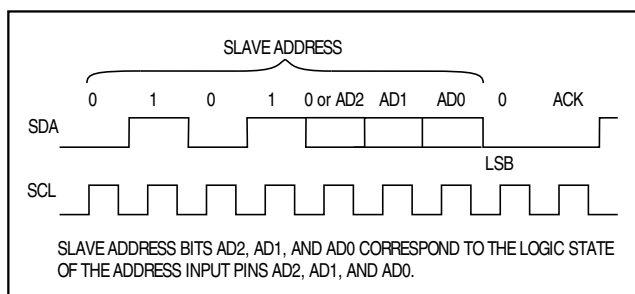 SLAVE ADDRESS
0 1 0 1 0 or AD2 AD1 AD0 0 ACK
SDA
LSB
SCL
SLAVE ADDRESS BITS AD2, AD1, AND AD0 CORRESPOND TO THE LOGIC STATE
OF THE ADDRESS INPUT PINS AD2, AD1, AND AD0.